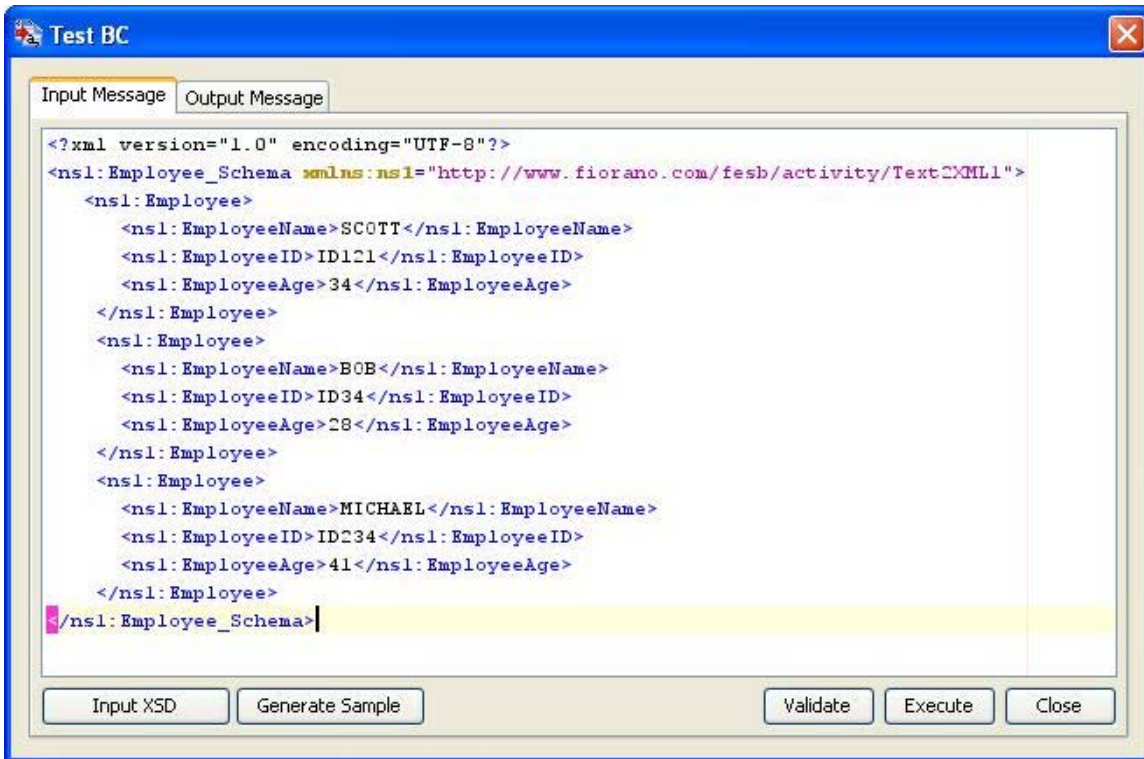 Test BC
Input Message Output Message
<?xml version="1.0" encoding="UTF-8"?>
<ns1:Employee_Schema xmlns:ns1="http://www.fiorano.com/fesb/activity/Text2XML1">
<ns1:Employee>
<ns1:EmployeeName>SCOTT</ns1:EmployeeName>
<ns1:EmployeeID>ID121</ns1:EmployeeID>
<ns1:EmployeeAge>34</ns1:EmployeeAge>
</ns1:Employee>
<ns1:Employee>
<ns1:EmployeeName>BOB</ns1:EmployeeName>
<ns1:EmployeeID>ID34</ns1:EmployeeID>
<ns1:EmployeeAge>28</ns1:EmployeeAge>
</ns1:Employee>
<ns1:Employee>
<ns1:EmployeeName>MICHAEL</ns1:EmployeeName>
<ns1:EmployeeID>ID234</ns1:EmployeeID>
<ns1:EmployeeAge>41</ns1:EmployeeAge>
</ns1:Employee>
</ns1:Employee_Schema>
Input XSD Generate Sample Validate Execute Close